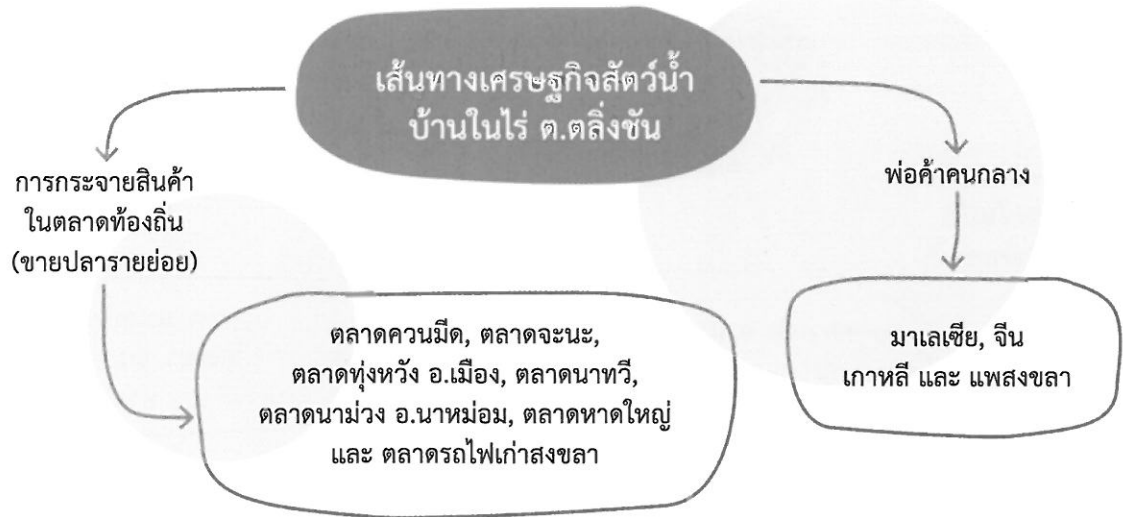 เส้นทางเศรษฐกิจสัตว์น้ำ
บ้านในไร่ ต.ตลิ่งชัน
การกระจายสินค้า
ในตลาดท้องถิ่น
(ขายปลารายย่อย)
ตลาดควนมีด, ตลาดจะนะ,
ตลาดทุ่งหวัง อ.เมือง, ตลาดนาทวี,
ตลาดนาม่วง อ.นาหม่อม, ตลาดหาดใหญ่
และ ตลาดรถไฟเก่าสงขลา
พ่อค้าคนกลาง
มาเลเซีย, จีน
เกาหลี และ แพสงขลา